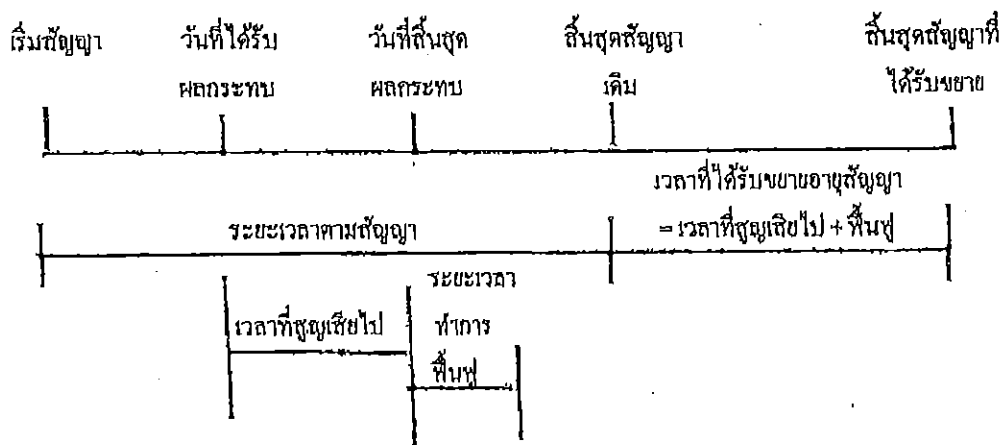 เริ่มสัญญา วันที่ได้รับ วันที่สิ้นสุด สิ้นสุดสัญญา สิ้นสุดสัญญาที่
ผลกระทบ ผลกระทบ เดิม ได้รับขยาย
เวลาที่ได้รับขยายอายุสัญญา
ระยะเวลาตามสัญญา = เวลาที่สูญเสียไป + ฟื้นฟู
ระยะเวลา
เวลาที่สูญเสียไป ทำการ
ฟื้นฟู